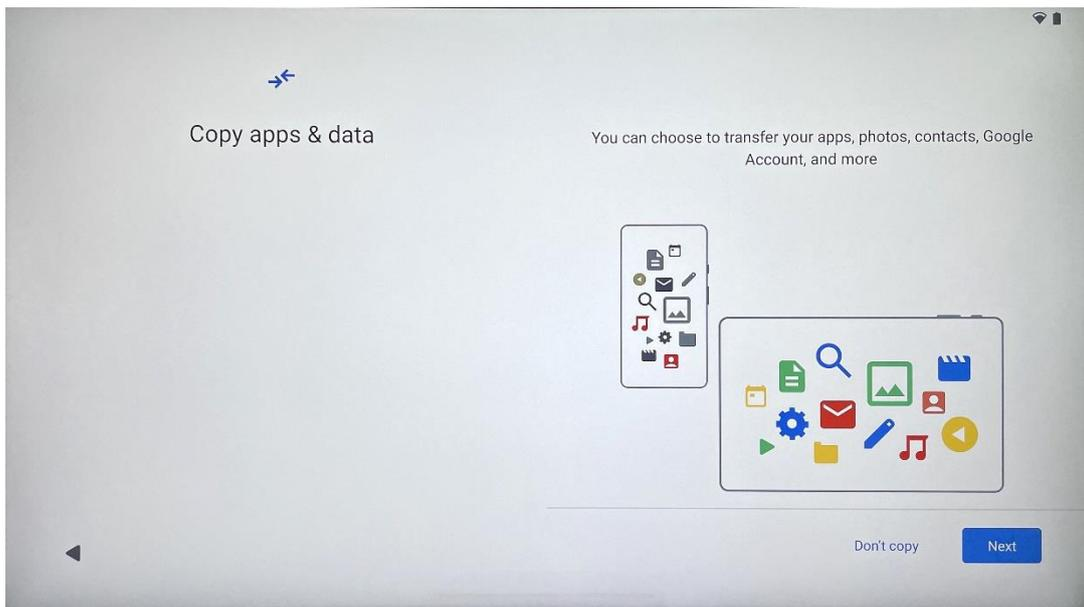 Copy apps & data
You can choose to transfer your apps, photos, contacts, Google
Account, and more
Don't copy
Next